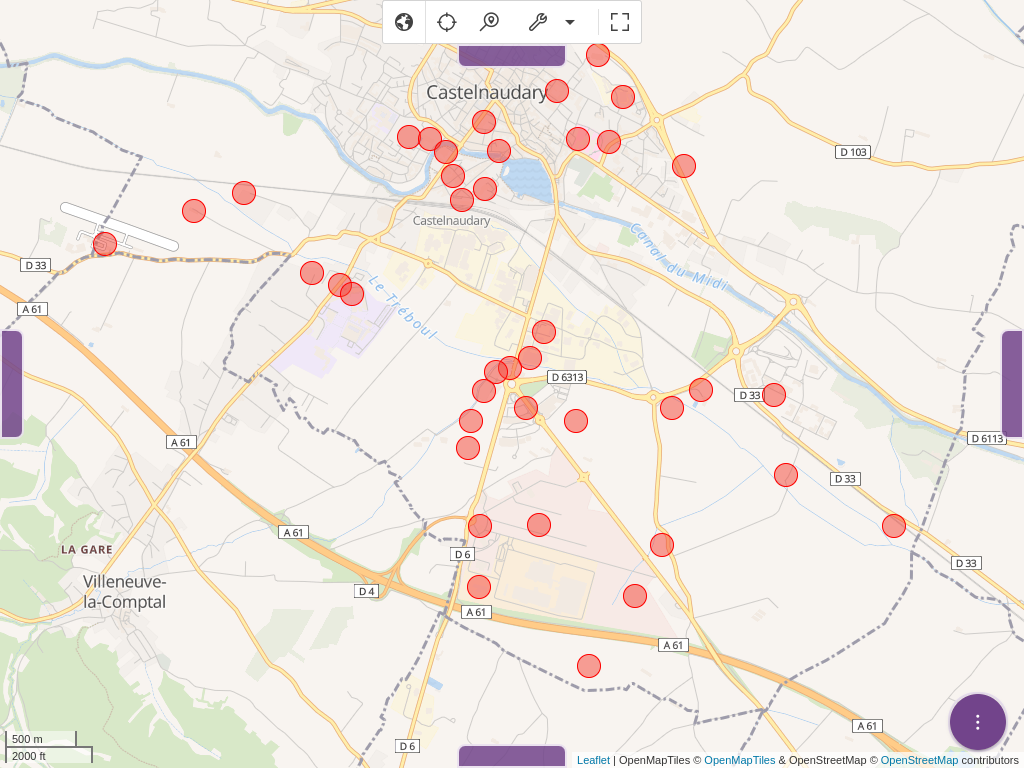 Castelnaudary
D 103
Castelnaudary
Canal du Midi
D 33
Le Tréboul
A 61
D 6313
D 33
A 61
D 6113
D 33
A 61
LA GARE
D 6
D 33
Villeneuve-
la-Comptal
D 4
A 61
A 61
A 61
D 6
500 m
2000 ft
Leaflet | OpenMapTiles © OpenMapTiles & OpenStreetMap © OpenStreetMap contributors